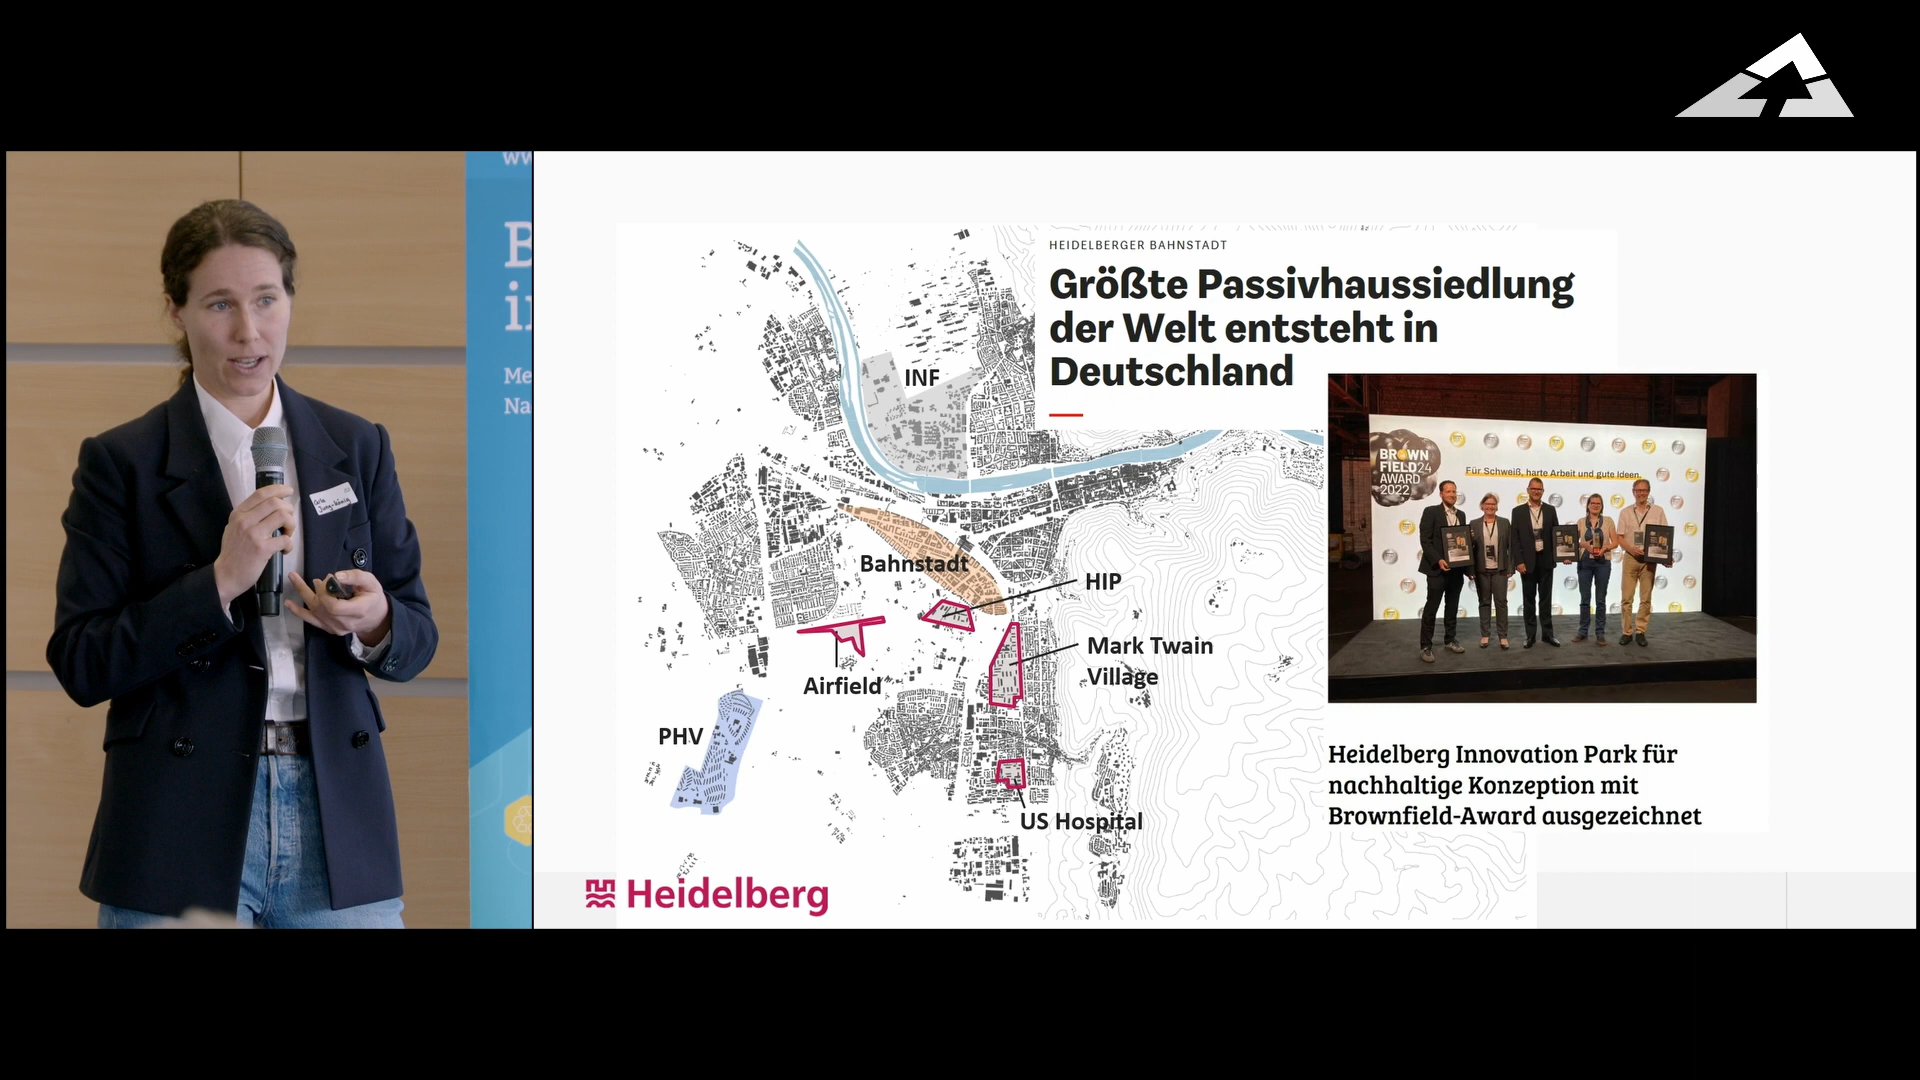 HEIDELBERGER BAHNSTADT
Größte Passivhaussiedlung
der Welt entsteht in
Deutschland
INF
Bahnstadt
HIP
Mark Twain
Village
Airfield
PHV
US Hospital
BROWN
FIELD24
AWARD
2022
Für Schweiß, harte Arbeit und gute Ideen.
Heidelberg Innovation Park für
nachhaltige Konzeption mit
Brownfield-Award ausgezeichnet
Heidelberg